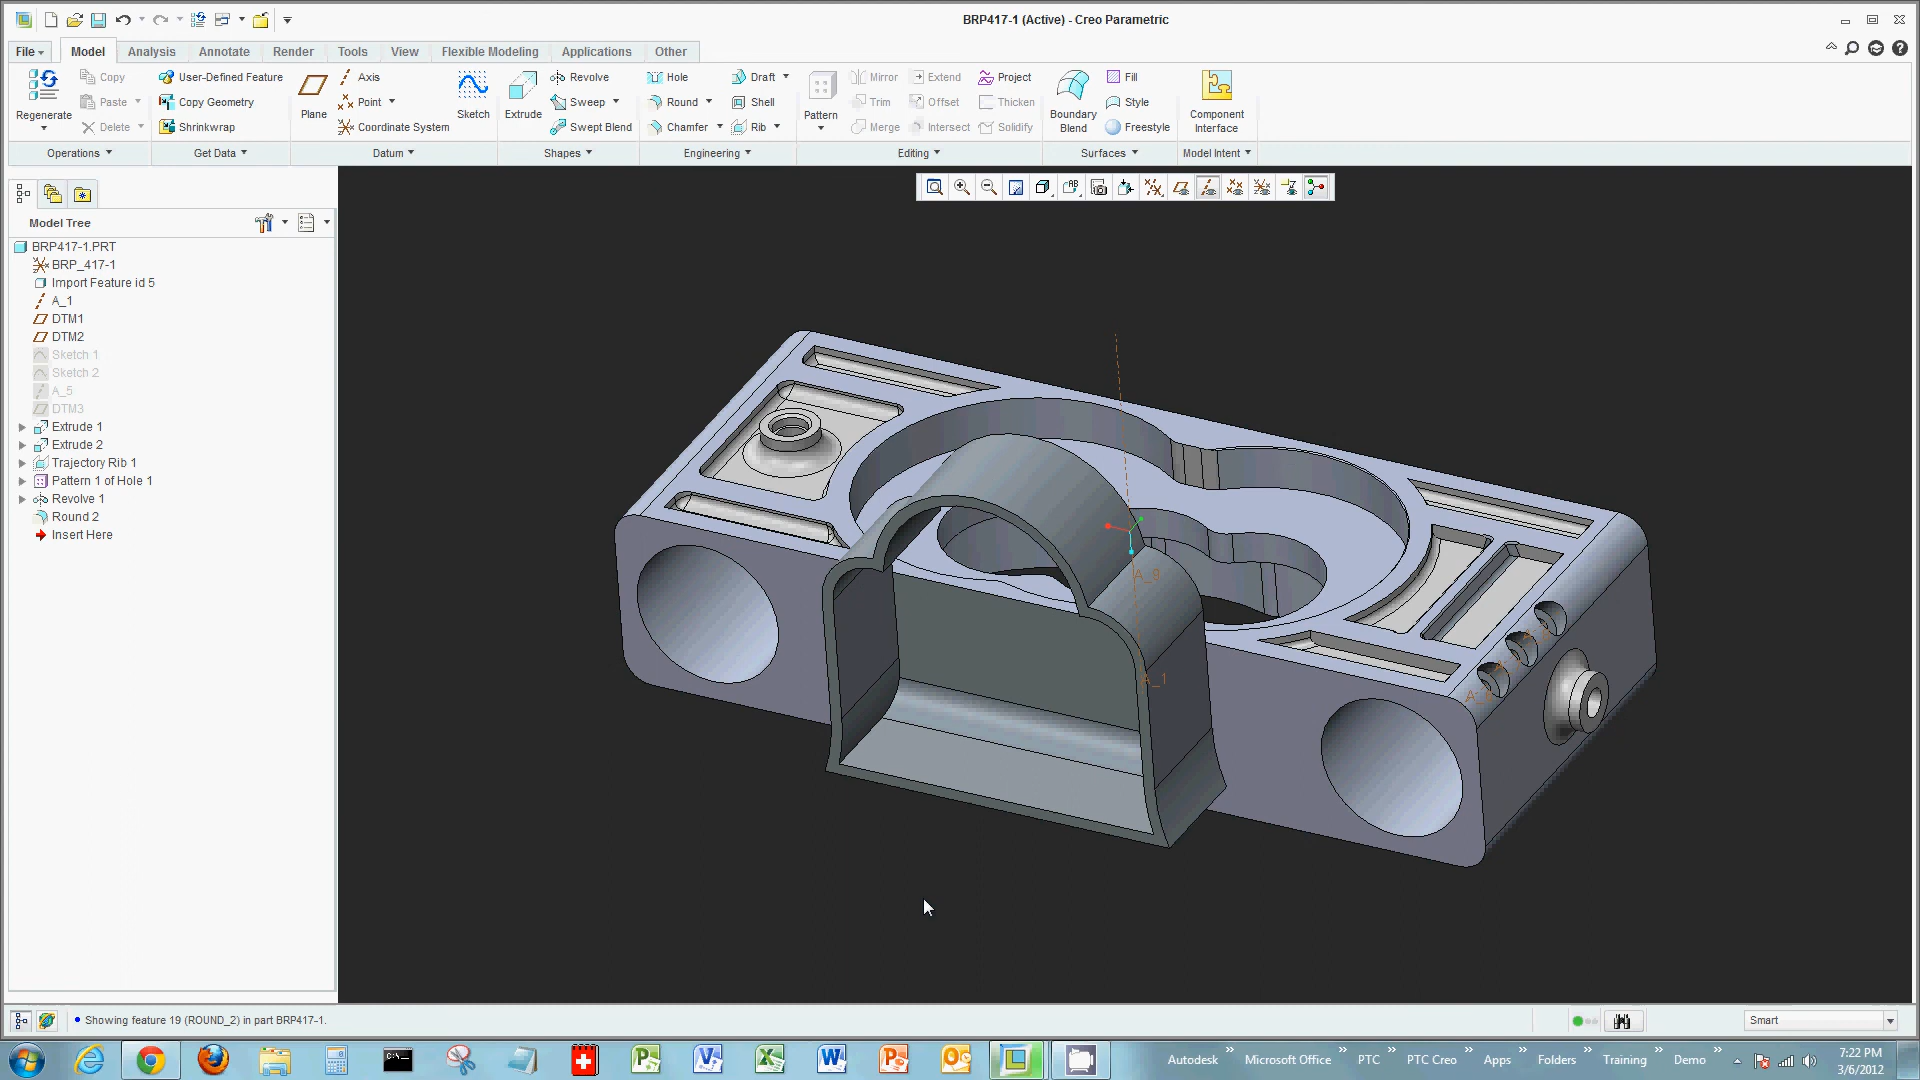 BRP417-1 (Active) - Creo Parametric
File Model Analysis Annotate Render Tools View Flexible Modeling Applications Other
Copy User-Defined Feature Axis Revolve Hole Draft Mirror Extend Project Fill
Paste Copy Geometry Point Sweep Round Shell Trim Offset Thicken Style
Regenerate Plane Sketch Extrude Pattern Boundary Blend Component Interface
Delete Shrinkwrap Coordinate System Swept Blend Chamfer Rib Merge Intersect Solidify Freestyle
Operations Get Data Datum Shapes Engineering Editing Surfaces Model Intent
Model Tree
BRP417-1.PRT
BRP_417-1
Import Feature id 5
A_1
DTM1
DTM2
Sketch 1
Sketch 2
A_5
DTM3
Extrude 1
Extrude 2
Trajectory Rib 1
Pattern 1 of Hole 1
Revolve 1
Round 2
Insert Here
A_9
A_1
Showing feature 19 (ROUND_2) in part BRP417-1.
Smart
Autodesk Microsoft Office PTC PTC Creo Apps Folders Training Demo
7:22 PM
3/6/2012